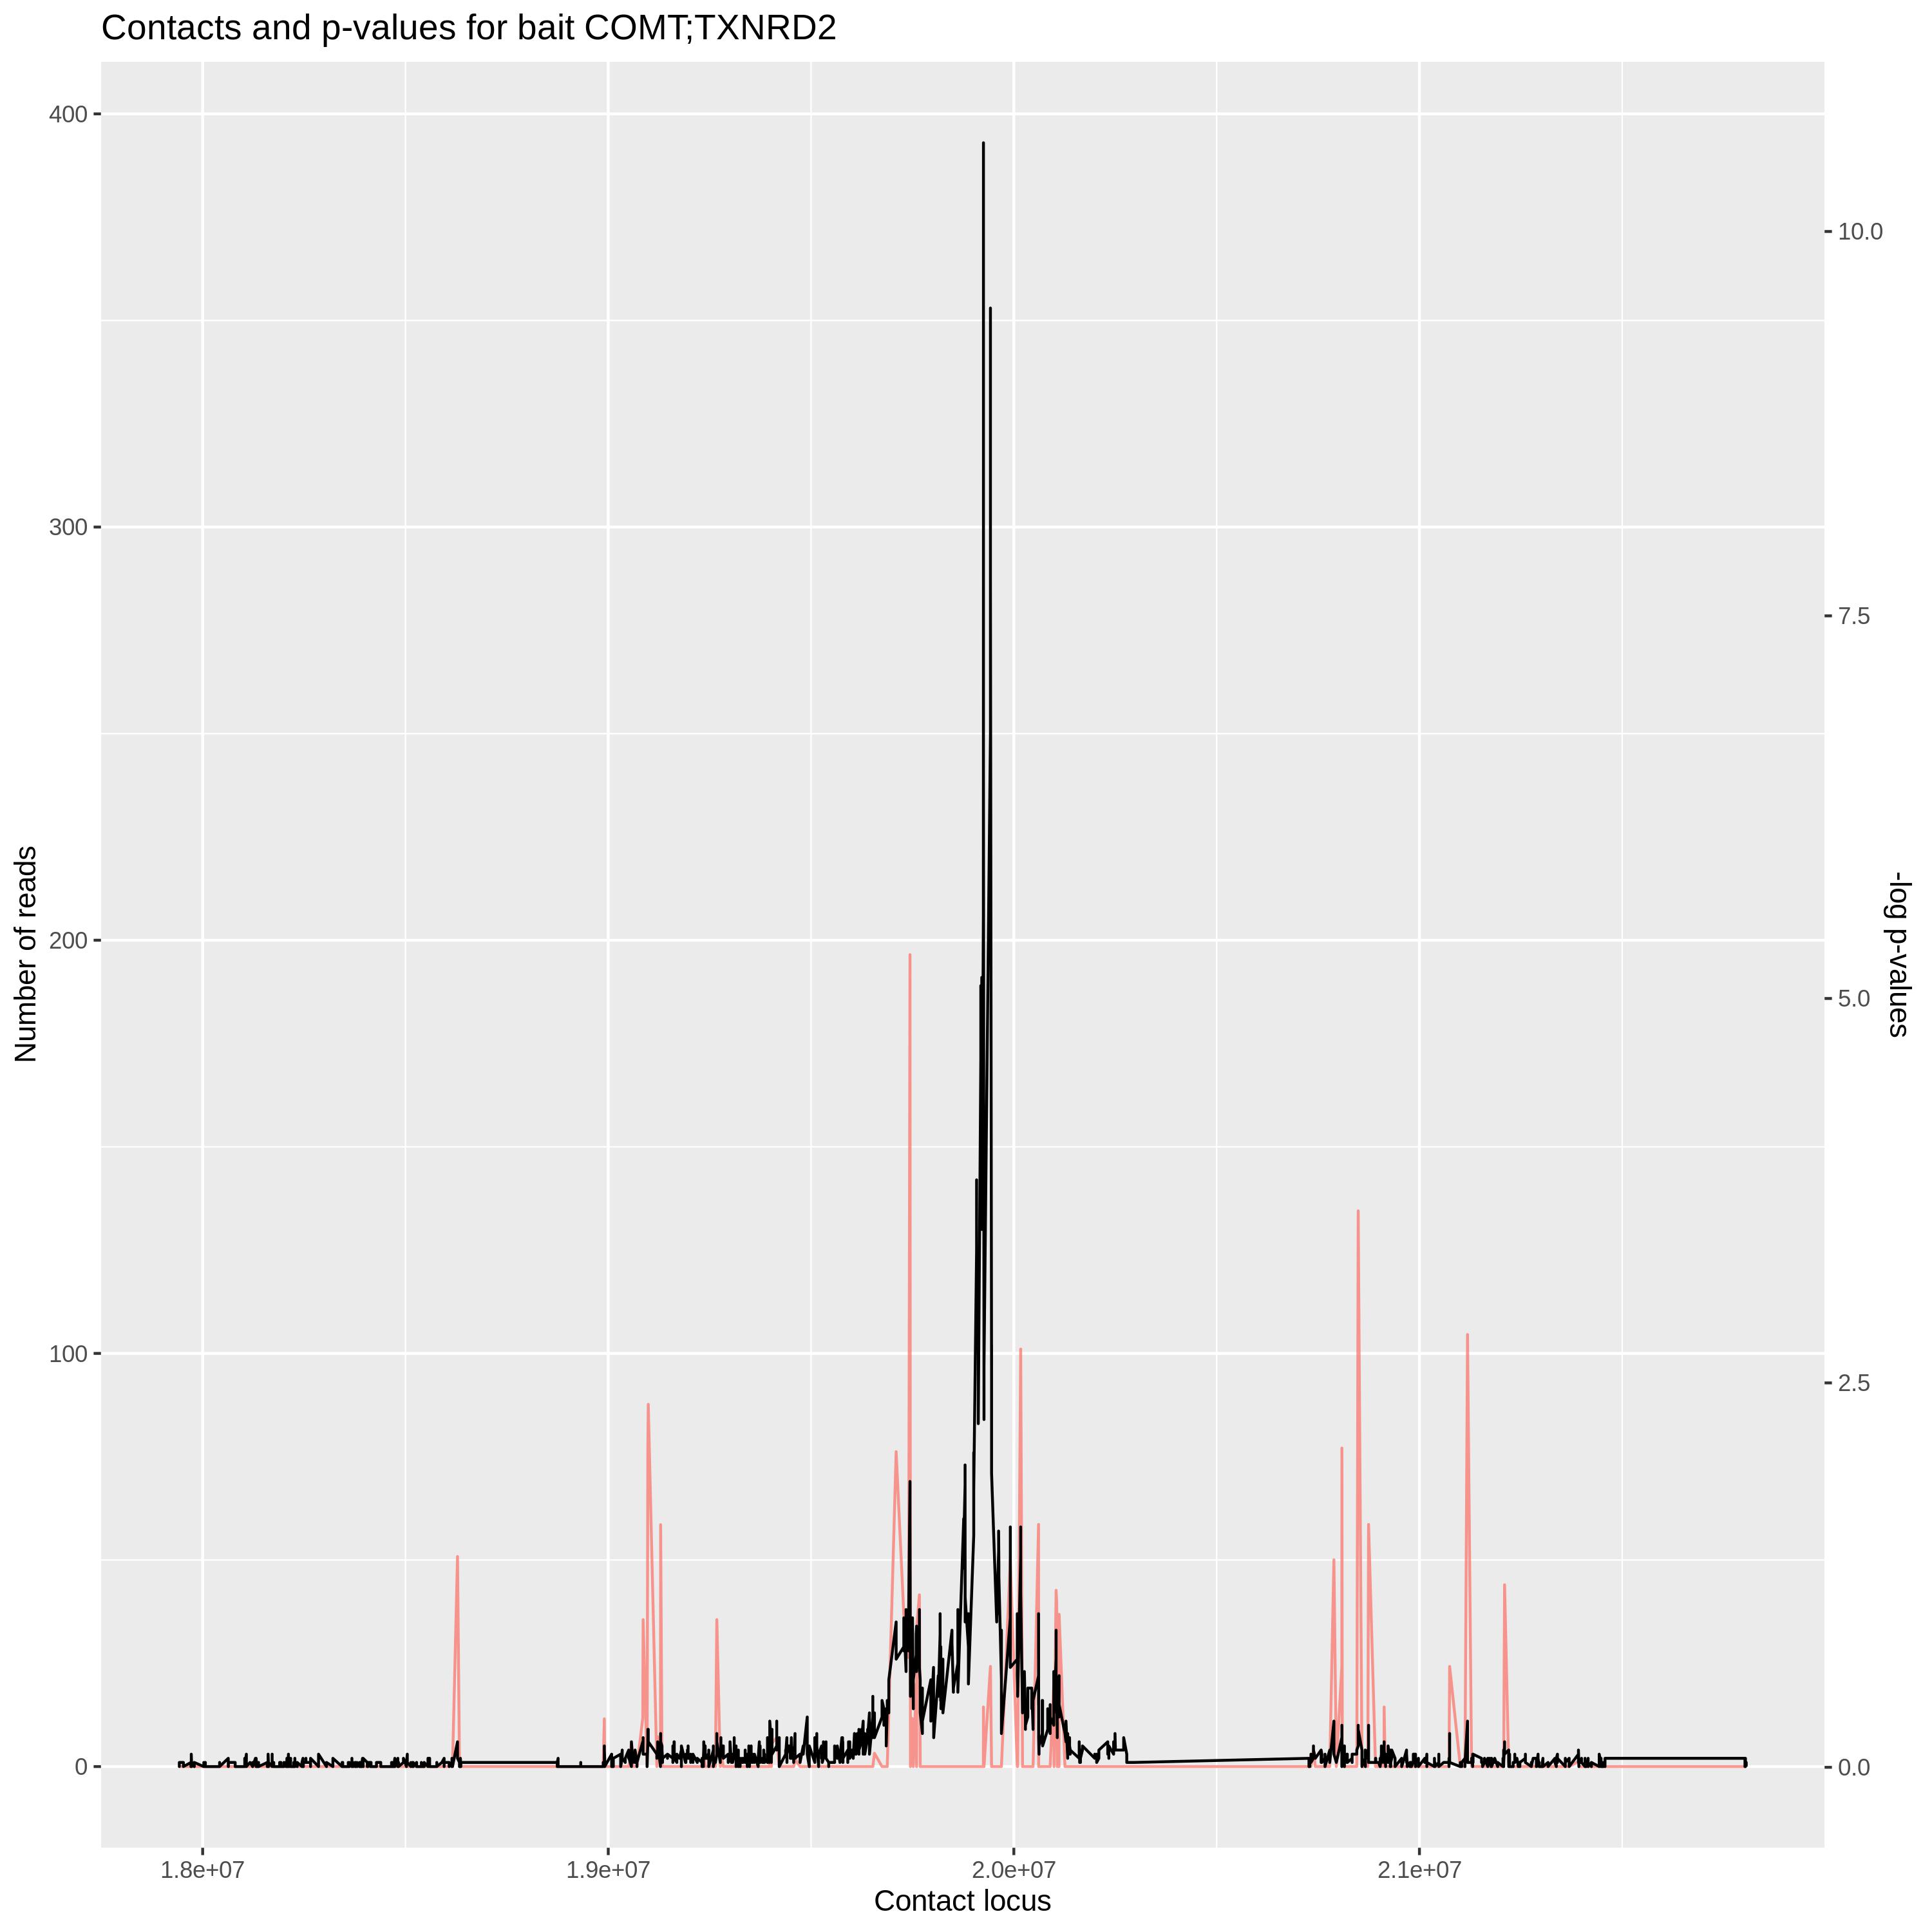 Contacts and p-values for bait COMT;TXNRD2
400
300
200
100
0
Number of reads
10.0
7.5
5.0
2.5
0.0
-log p-values
1.8e+07
1.9e+07
2.0e+07
2.1e+07
Contact locus